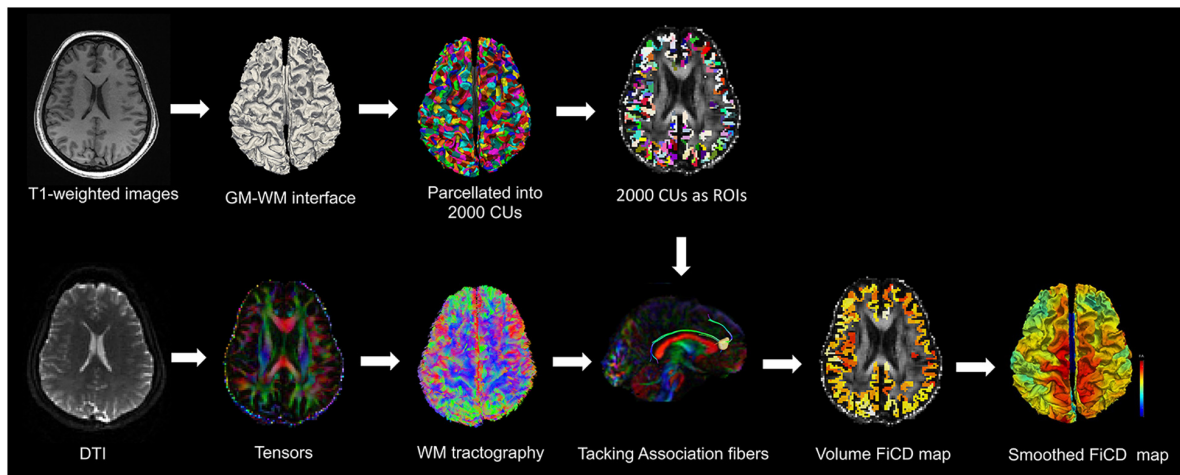 T1-weighted images
GM-WM interface
Parcellated into
2000 CUs
2000 CUs as ROIs
DTI
Tensors
WM tractography
Tacking Association fibers
Volume FiCD map
Smoothed FiCD map